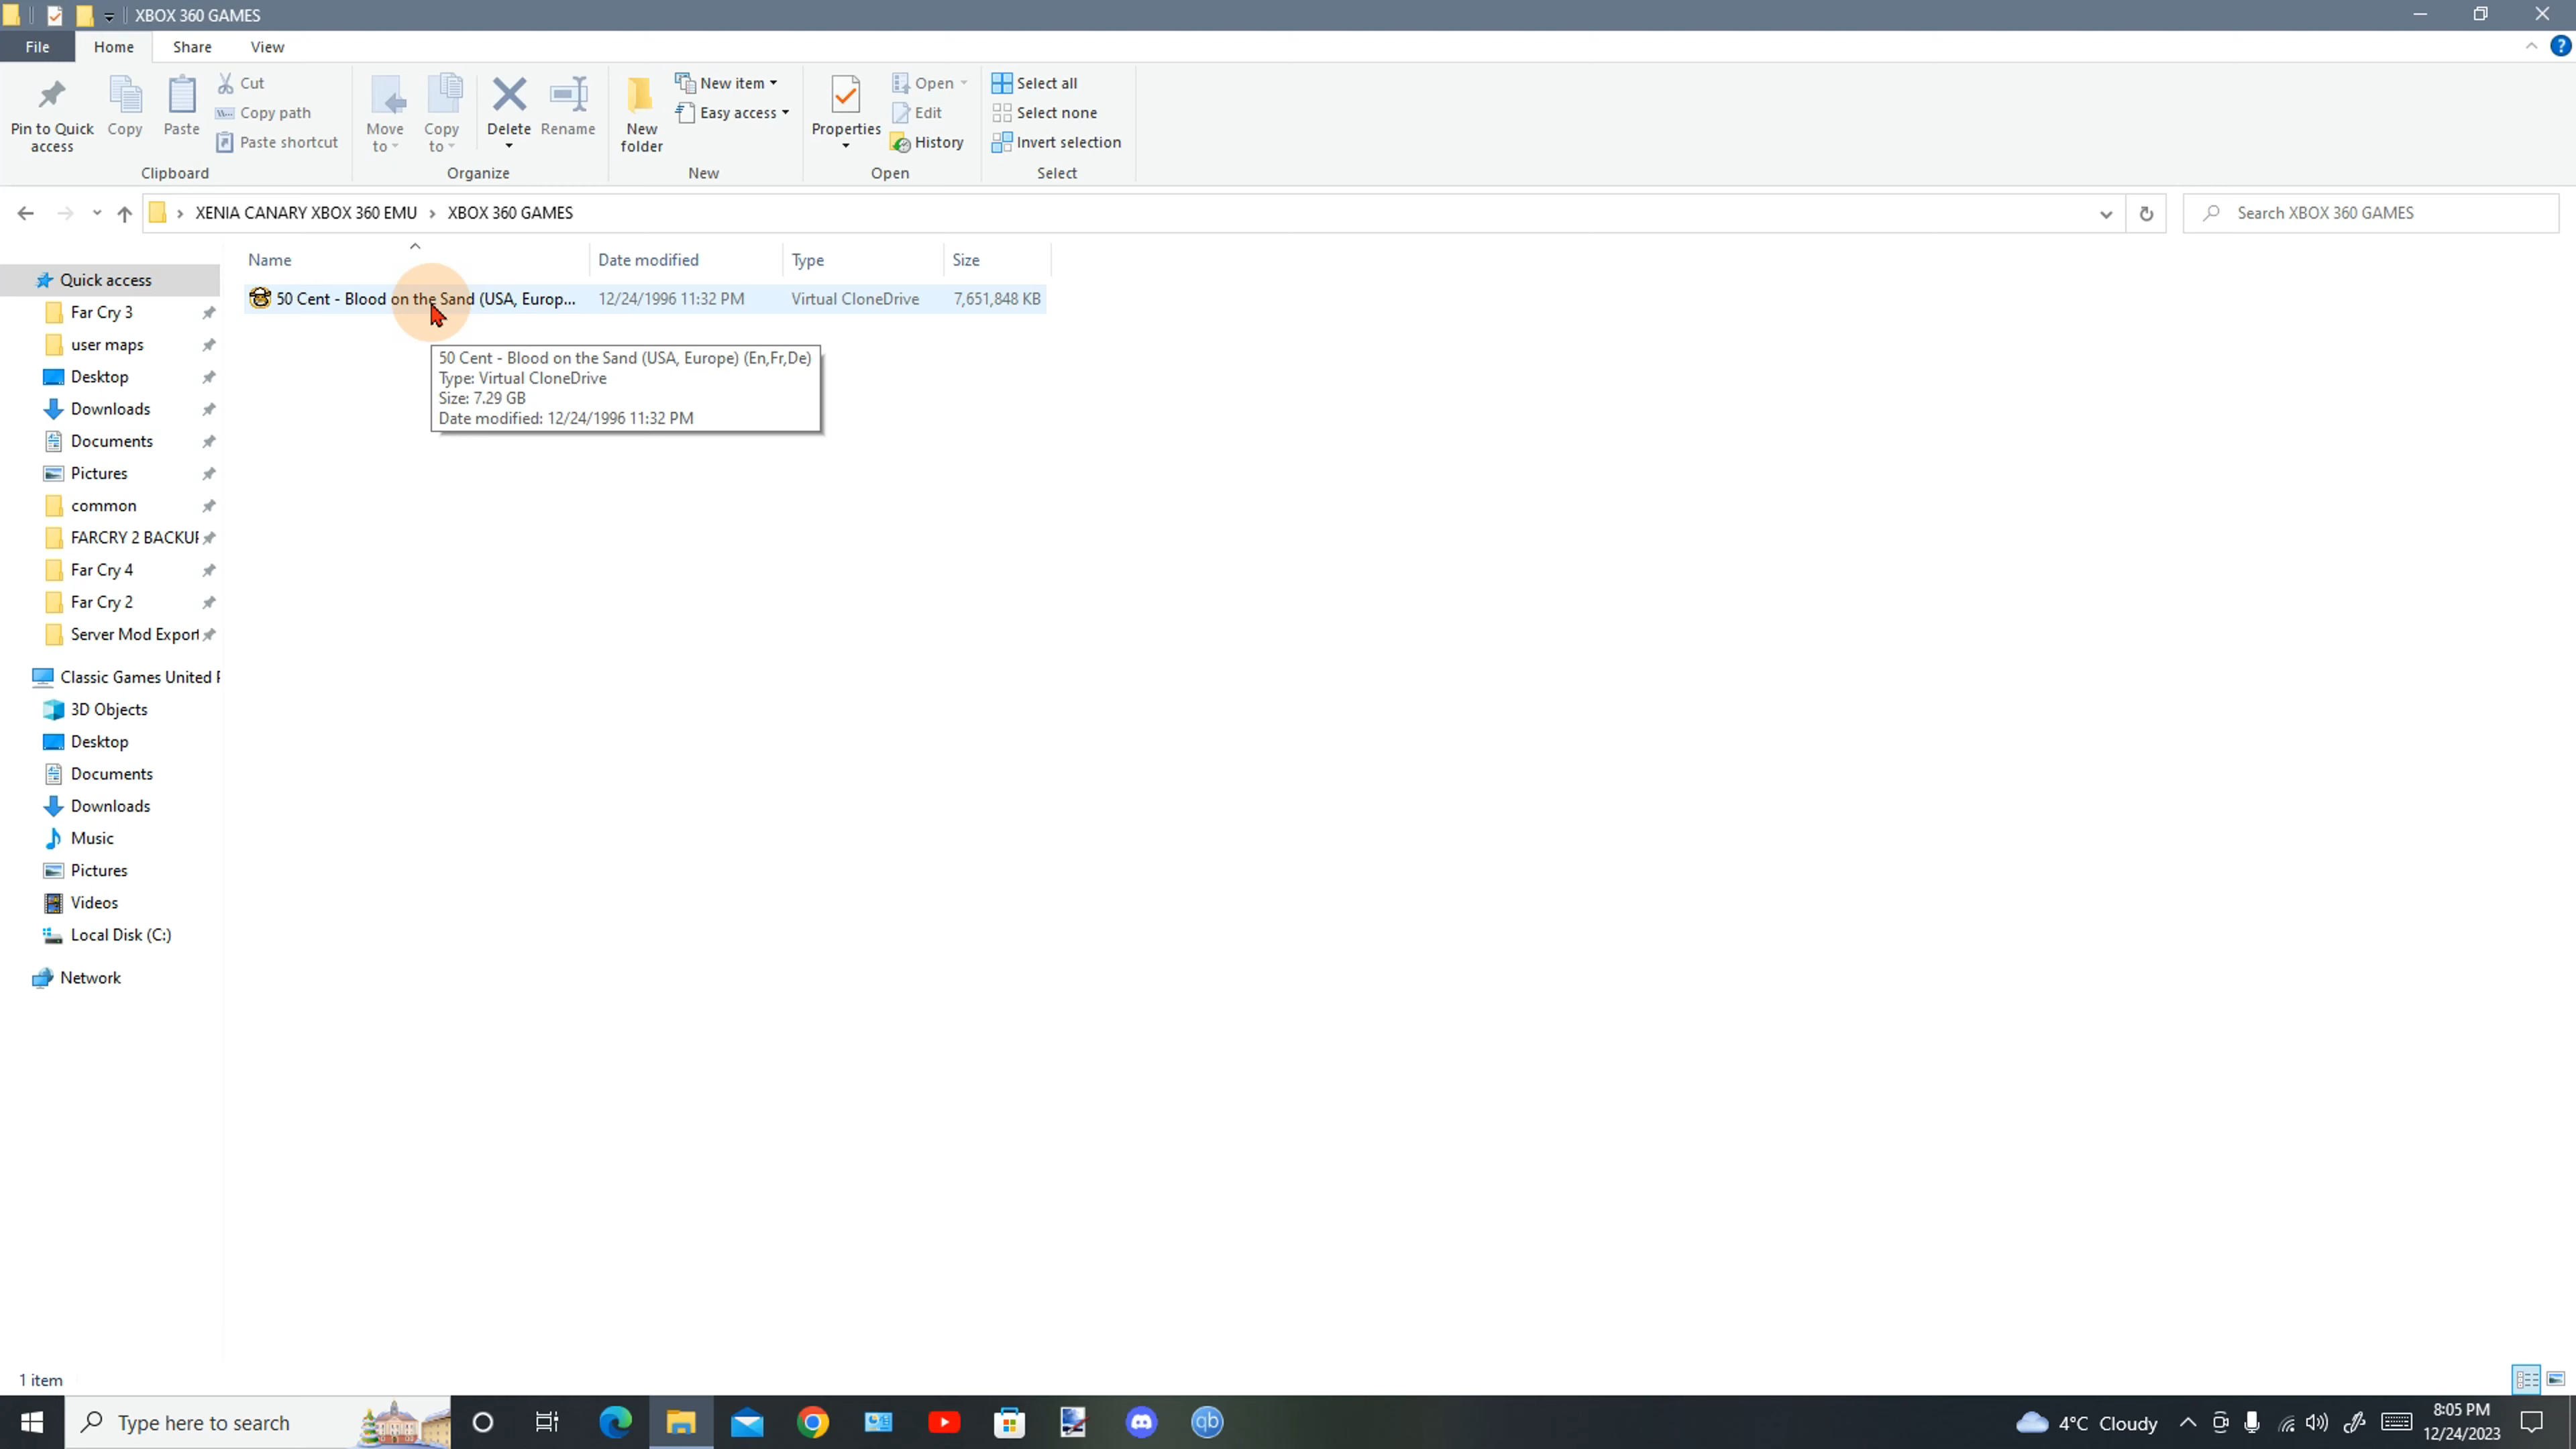 XBOX 360 GAMES
File Home Share View
Pin to Quick access
Copy
Paste
Cut
Copy path
Paste shortcut
Clipboard
Move to
Copy to
Delete
Rename
Organize
New folder
New item
Easy access
New
Properties
Open
Edit
History
Open
Select all
Select none
Invert selection
Select
XENIA CANARY XBOX 360 EMU XBOX 360 GAMES
Search XBOX 360 GAMES
Name Date modified Type Size
50 Cent - Blood on the Sand (USA, Europ... 12/24/1996 11:32 PM Virtual CloneDrive 7,651,848 KB
50 Cent - Blood on the Sand (USA, Europe) (En,Fr,De)
Type: Virtual CloneDrive
Size: 7.29 GB
Date modified: 12/24/1996 11:32 PM
Quick access
Far Cry 3
user maps
Desktop
Downloads
Documents
Pictures
common
FARCRY 2 BACKUP
Far Cry 4
Far Cry 2
Server Mod Export
Classic Games United P
3D Objects
Desktop
Documents
Downloads
Music
Pictures
Videos
Local Disk (C:)
Network
1 item
Type here to search
qb
4°C Cloudy
8:05 PM
12/24/2023